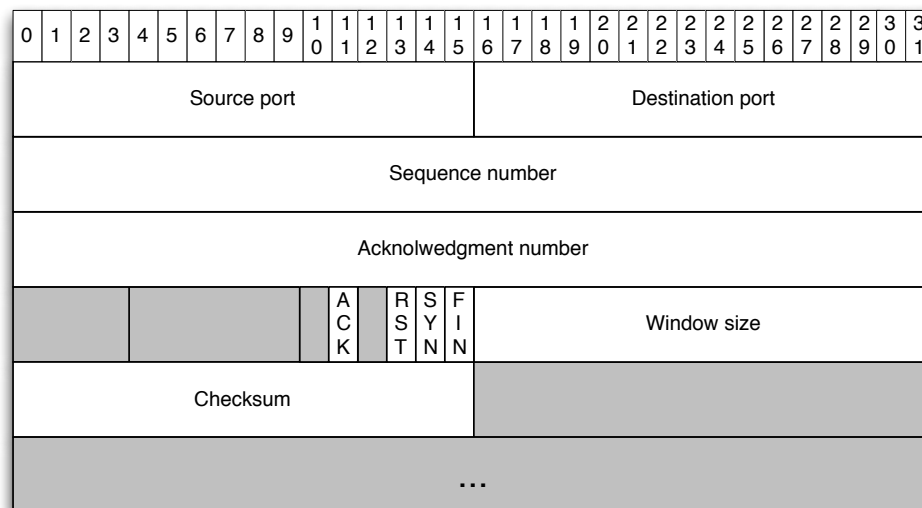 0 1 2 3 4 5 6 7 8 9 10 11 12 13 14 15 16 17 18 19 20 21 22 23 24 25 26 27 28 29 30 31
Source port Destination port
Sequence number
Acknolwedgment number
ACK RST SYN FIN Window size
Checksum
...